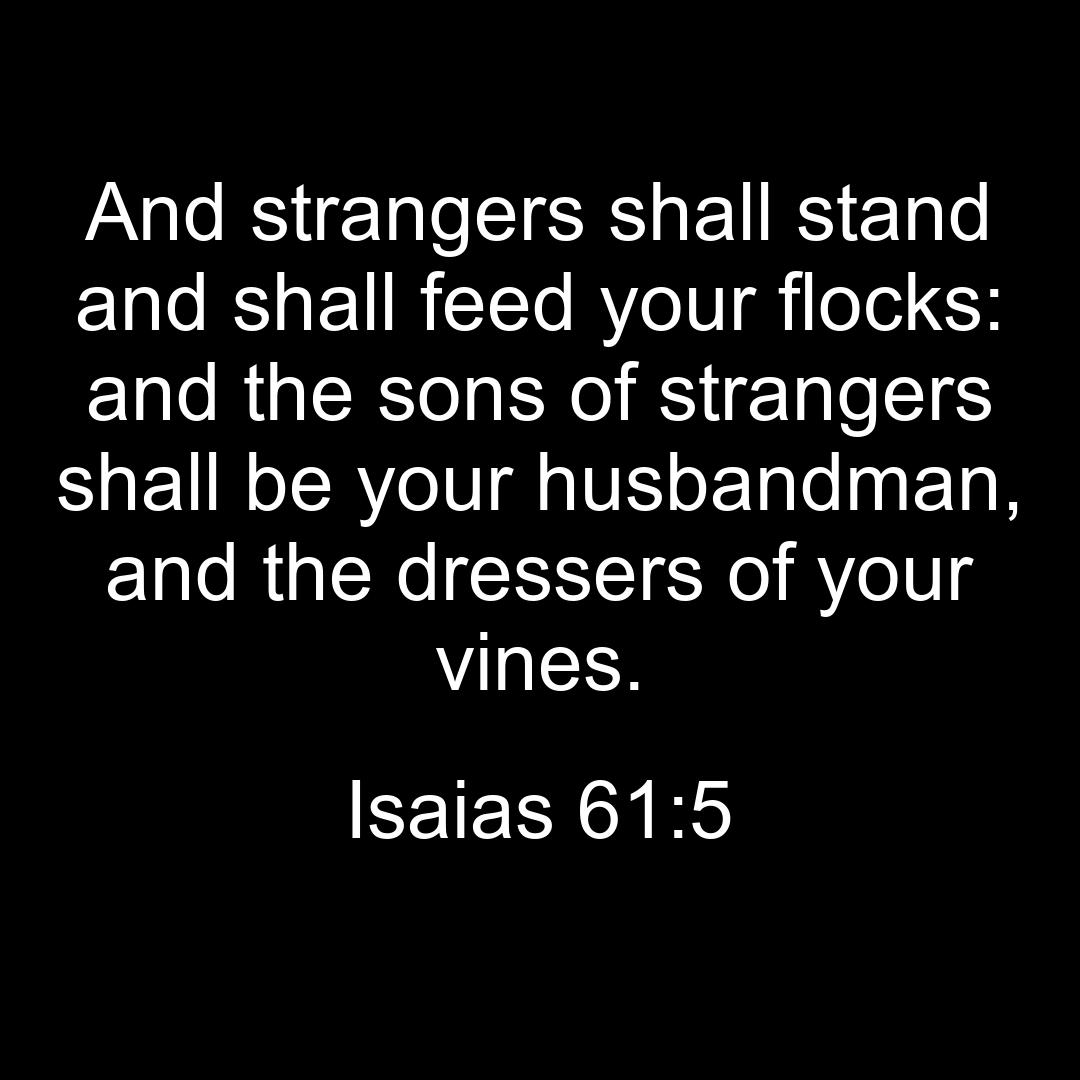 And strangers shall stand
and shall feed your flocks:
and the sons of strangers
shall be your husbandman,
and the dressers of your
vines.
Isaias 61:5